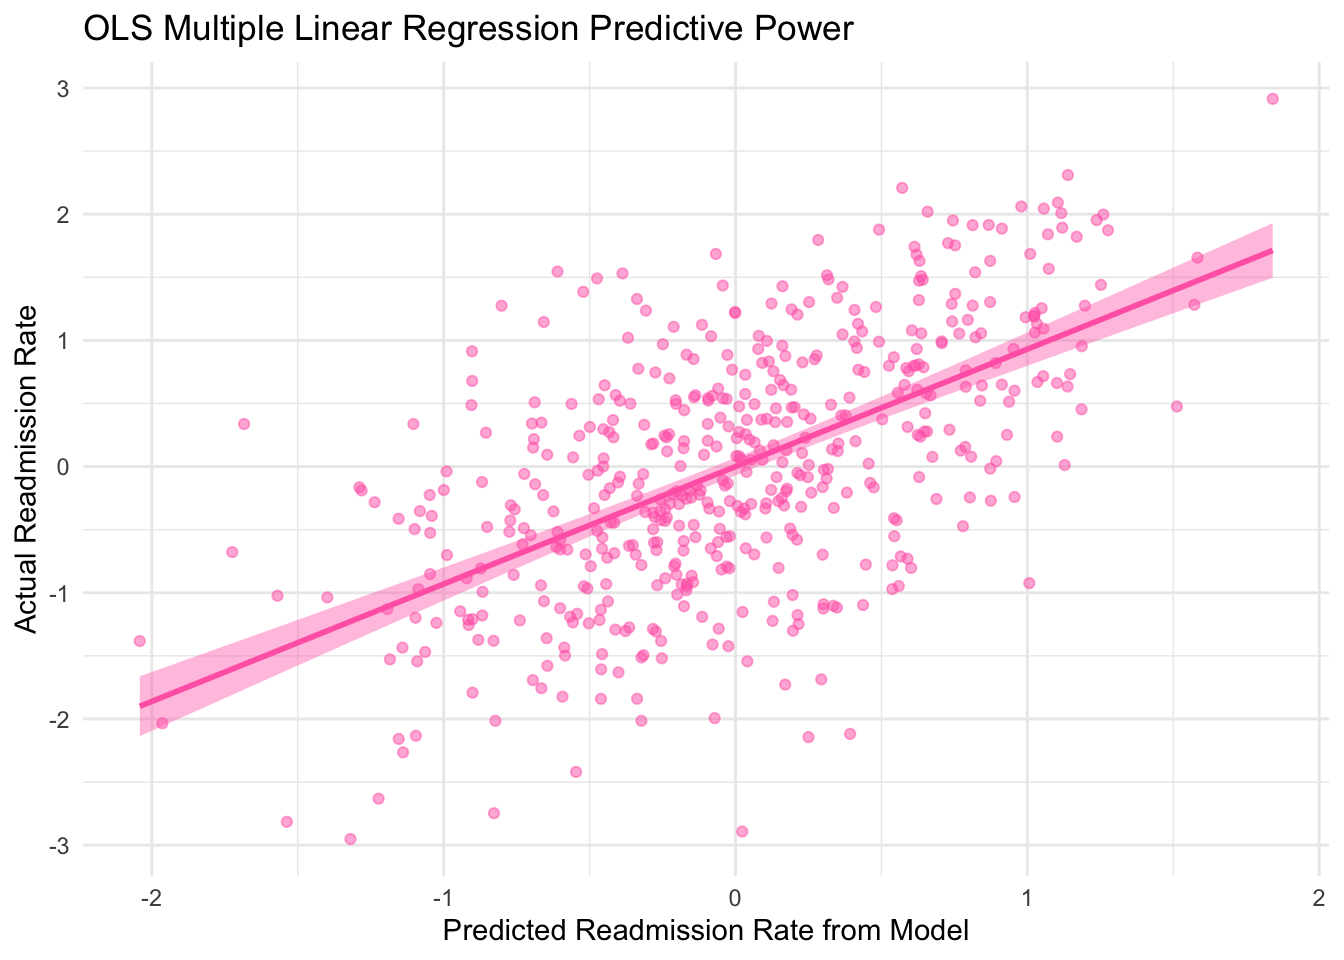 OLS Multiple Linear Regression Predictive Power
Actual Readmission Rate
3
2
1
0
-1
-2
-3
-2 -1 0 1 2
Predicted Readmission Rate from Model